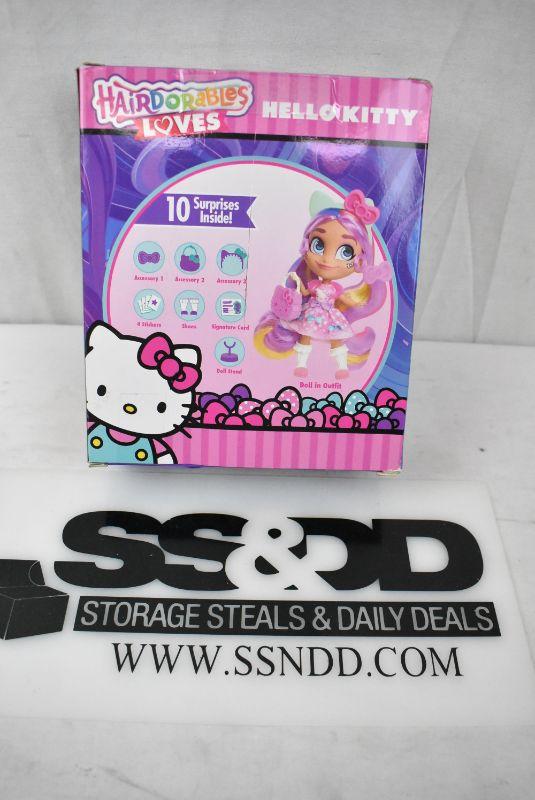 HAIRDORABLES
LOVES
HELLO KITTY
10 Surprises
Inside!
Accessory 1 Accessory 2 Accessory 3
4 Stickers Shoes Signature Card
Doll Stand
Doll in Outfit
SS&DD
STORAGE STEALS & DAILY DEALS
WWW.SSNDD.COM